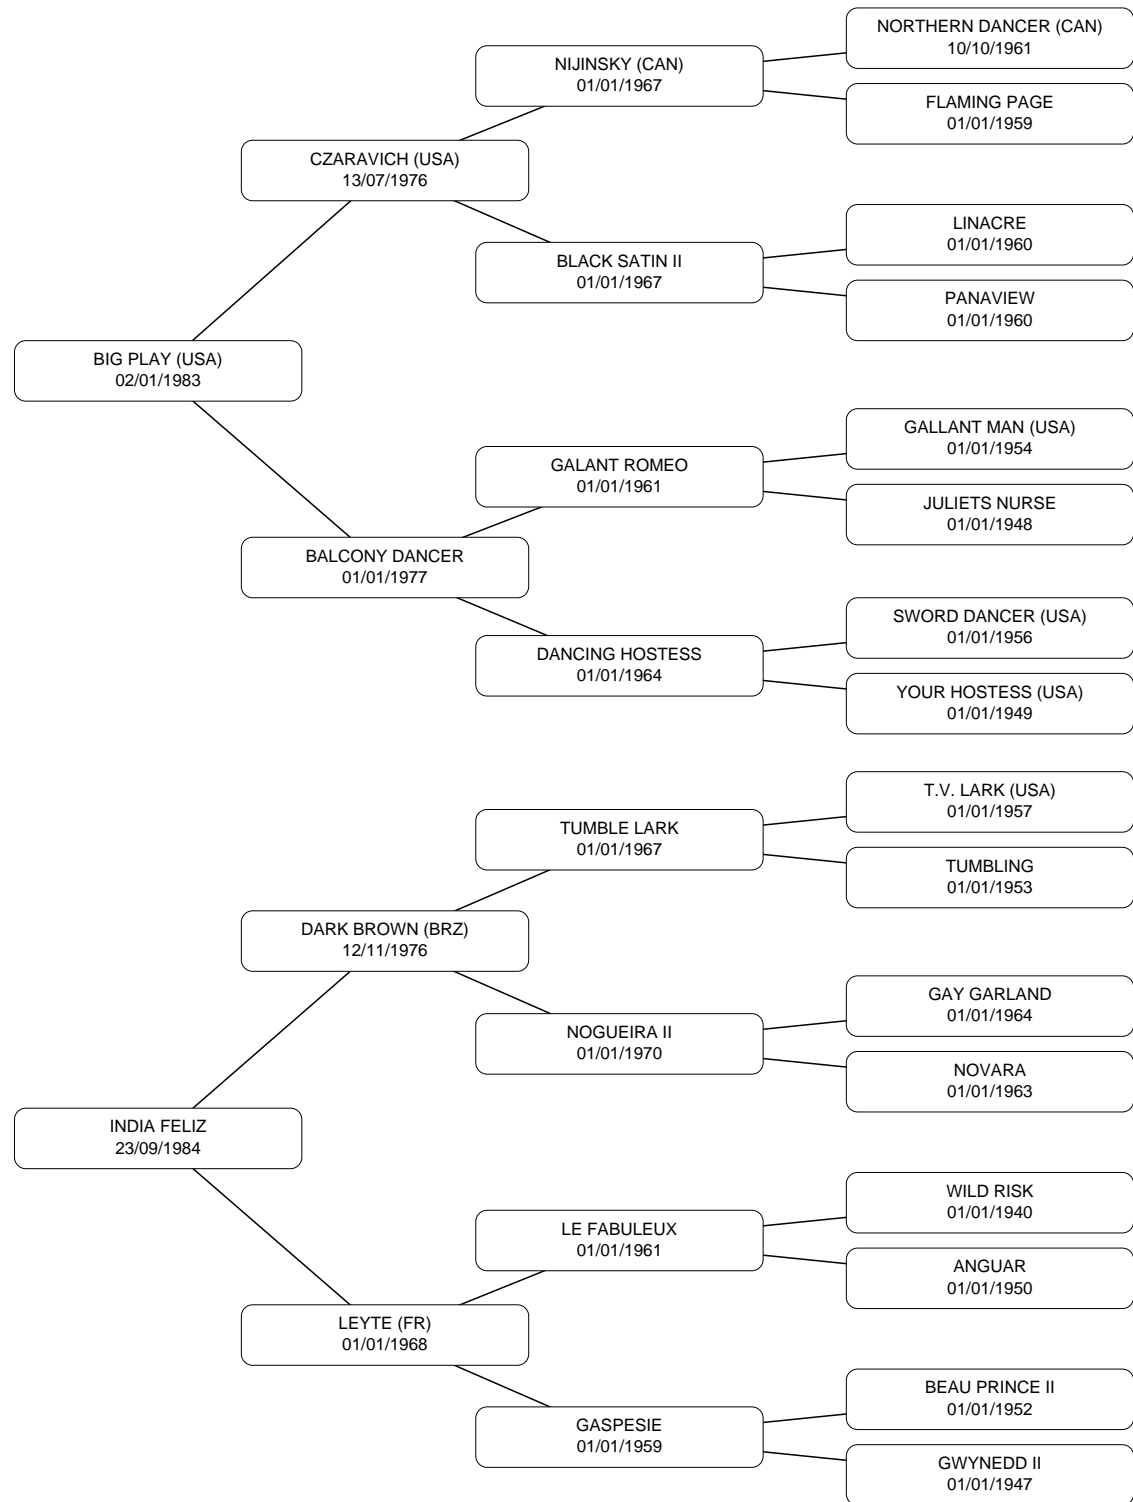 NORTHERN DANCER (CAN)
10/10/1961
NIJINSKY (CAN)
01/01/1967
FLAMING PAGE
01/01/1959
CZARAVICH (USA)
13/07/1976
LINACRE
01/01/1960
BLACK SATIN II
01/01/1967
PANAVIEW
01/01/1960
BIG PLAY (USA)
02/01/1983
GALLANT MAN (USA)
01/01/1954
GALANT ROMEO
01/01/1961
JULIETS NURSE
01/01/1948
BALCONY DANCER
01/01/1977
SWORD DANCER (USA)
01/01/1956
DANCING HOSTESS
01/01/1964
YOUR HOSTESS (USA)
01/01/1949
T.V. LARK (USA)
01/01/1957
TUMBLE LARK
01/01/1967
TUMBLING
01/01/1953
DARK BROWN (BRZ)
12/11/1976
GAY GARLAND
01/01/1964
NOGUEIRA II
01/01/1970
NOVARA
01/01/1963
INDIA FELIZ
23/09/1984
WILD RISK
01/01/1940
LE FABULEUX
01/01/1961
ANGUAR
01/01/1950
LEYTE (FR)
01/01/1968
BEAU PRINCE II
01/01/1952
GASPESIE
01/01/1959
GWYNEDD II
01/01/1947